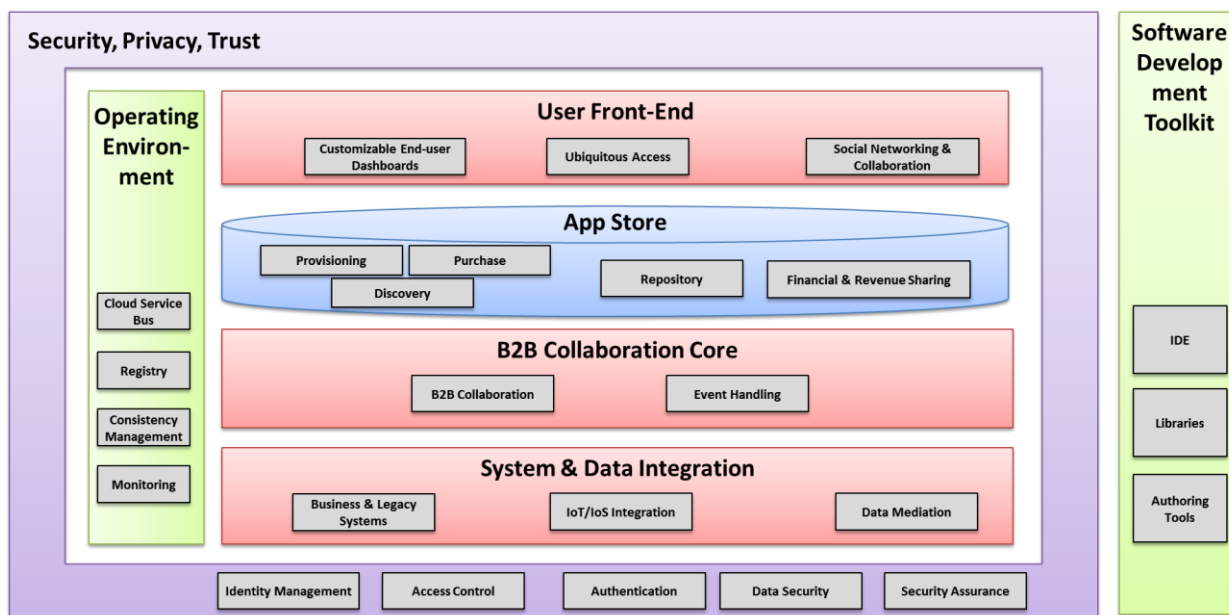 Security, Privacy, Trust
Operating
Environ-
ment
Cloud Service
Bus
Registry
Consistency
Management
Monitoring
User Front-End
Customizable End-user
Dashboards
Ubiquitous Access
Social Networking &
Collaboration
App Store
Provisioning
Purchase
Discovery
Repository
Financial & Revenue Sharing
B2B Collaboration Core
B2B Collaboration
Event Handling
System & Data Integration
Business & Legacy
Systems
IoT/IoS Integration
Data Mediation
Identity Management
Access Control
Authentication
Data Security
Security Assurance
Software
Develop
ment
Toolkit
IDE
Libraries
Authoring
Tools